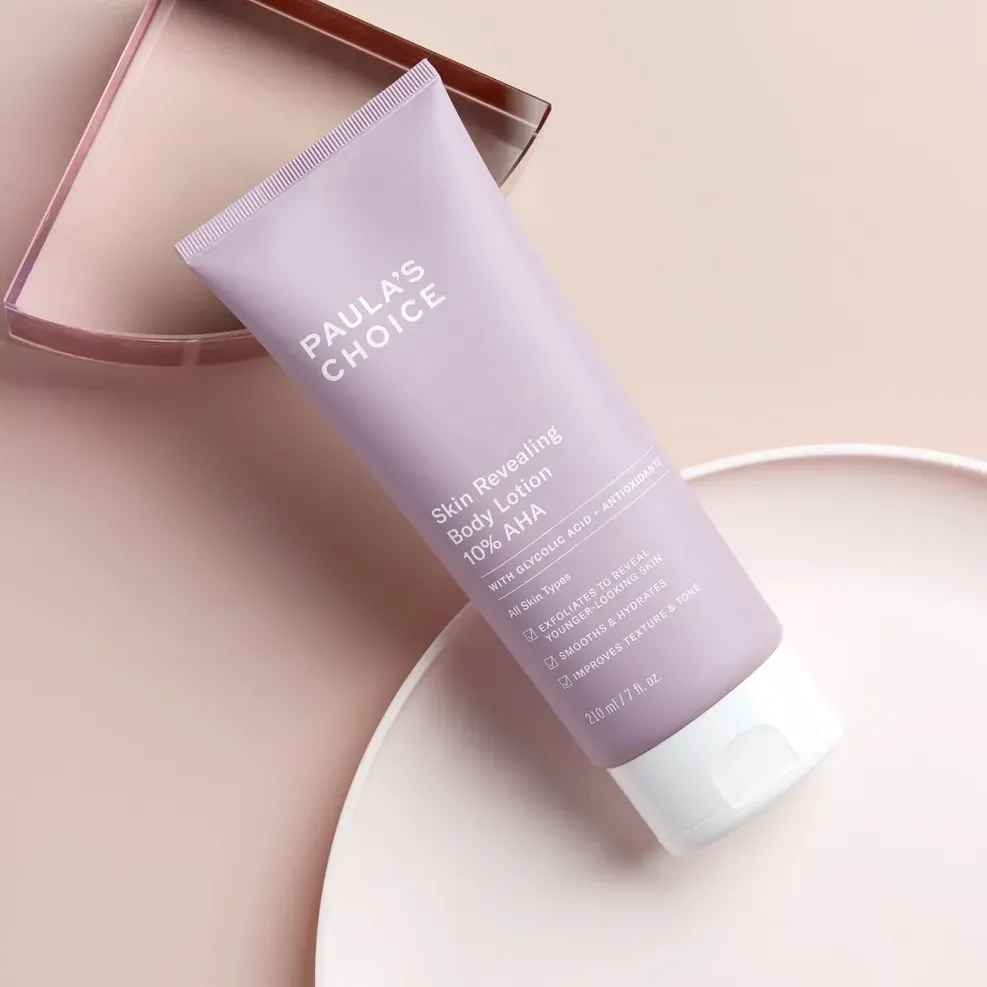 PAULA'S
CHOICE
Skin Revealing
Body Lotion
10% AHA
WITH GLYCOLIC ACID + ANTIOXIDANTS
All Skin Types
EXFOLIATES TO REVEAL
YOUNGER-LOOKING SKIN
SMOOTHS & HYDRATES
IMPROVES TEXTURE & TONE
210 ml / 7 fl. oz.